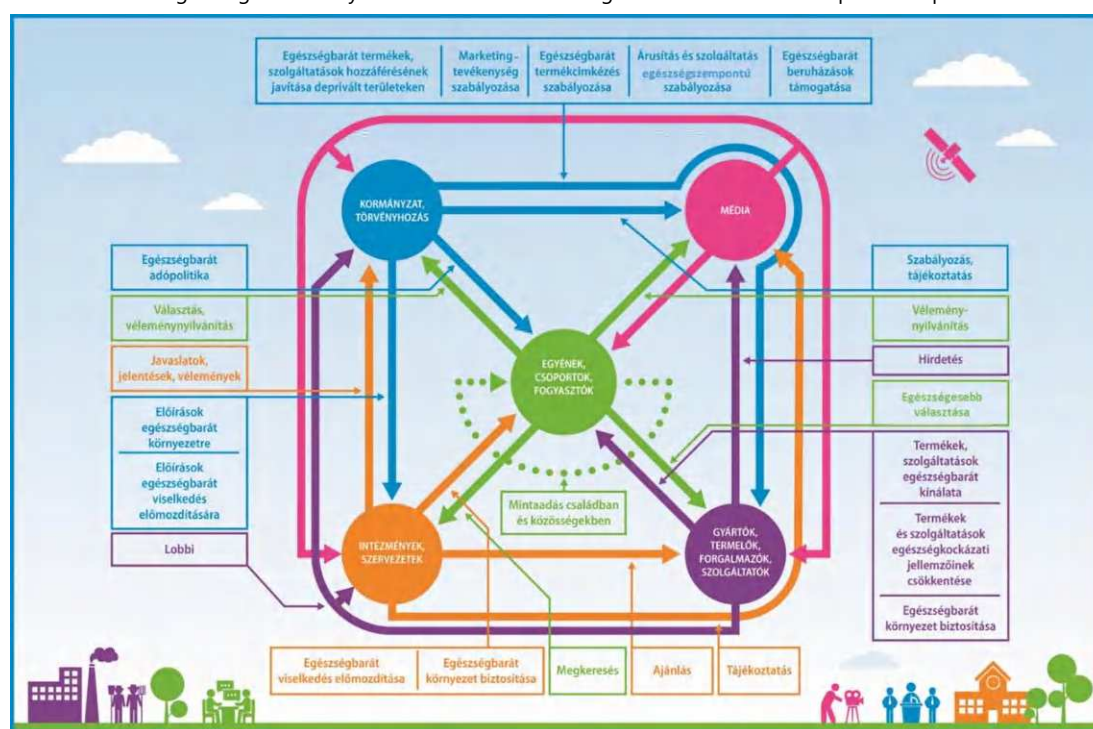 Egészségbarát termékek,
szolgáltatások hozzáférésének
javítása deprivált területeken
Marketing-
tevékenység
szabályozása
Egészségbarát
termékcimkézés
szabályozása
Árusítás és szolgáltatás
egészségszempontú
szabályozása
Egészségbarát
beruházások
támogatása
KORMÁNYZAT,
TÖRVÉNYHOZÁS
MÉDIA
Egészségbarát
adópolitika
Választás,
véleménynyilvánítás
Javaslatok,
jelentések, vélemények
Előírások
egészségbarát
környezetre
Előírások
egészségbarát
viselkedés
előmozdítására
Lobbi
EGYÉNEK,
CSOPORTOK,
FOGYASZTÓK
Mintaadás családban
és közösségekben
Szabályozás,
tájékoztatás
Vélemény-
nyilvánítás
Hirdetés
Egészségesebb
választása
Termékek,
szolgáltatások
egészségbarát
kínálata
Termékek
és szolgáltatások
egészségkockázati
jellemzőinek
csökkentése
Egészségbarát
környezet biztosítása
INTÉZMÉNYEK,
SZERVEZETEK
GYÁRTÓK,
TERMELŐK,
FORGALMAZÓK,
SZOLGÁLTATÓK
Egészségbarát
viselkedés előmozdítása
Egészségbarát
környezet biztosítása
Megkeresés
Ajánlás
Tájékoztatás